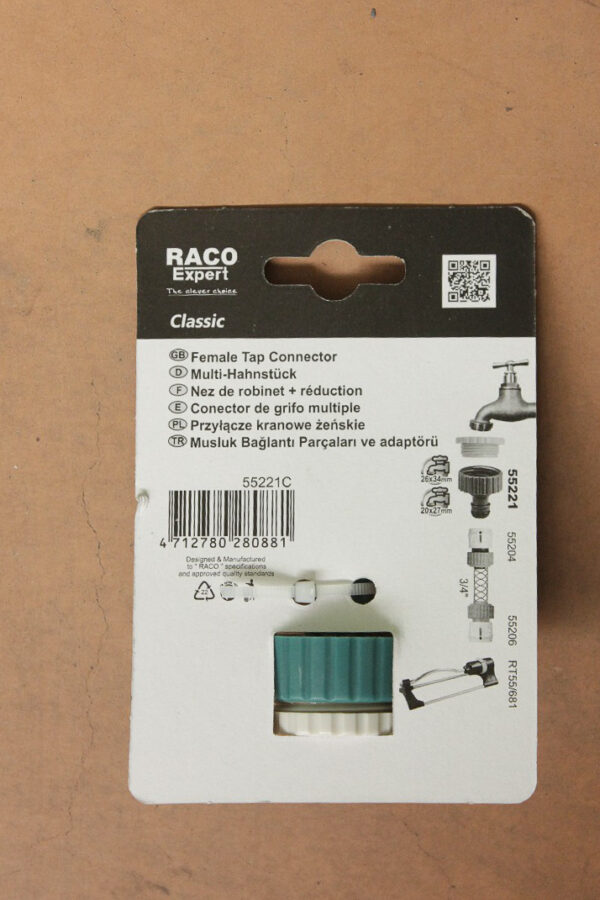 RACO
Expert
The clever choice
Classic
GB Female Tap Connector
D Multi-Hahnstück
F Nez de robinet + réduction
E Conector de grifo multiple
PL Przyłącze kranowe żeńskie
TR Musluk Bağlantı Parçaları ve adaptörü
55221C
4 712780 280881
Designed & Manufactured
to " RACO " specifications
and approved quality standards
22
26x34mm
20x27mm
55221
55204
3/4"
55206
RT55/681